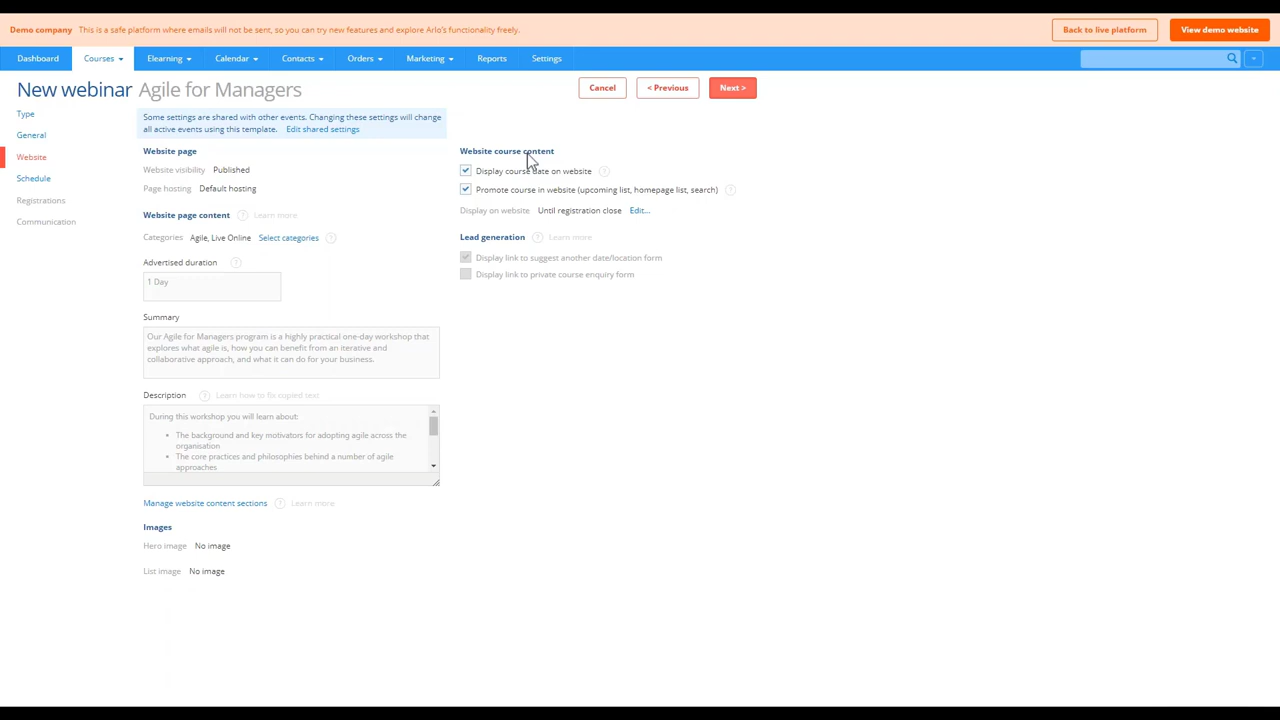 Demo company This is a safe platform where emails will not be sent, so you can try new features and explore Arlo's functionality freely.
Back to live platform
View demo website
Dashboard Courses Elearning Calendar Contacts Orders Marketing Reports Settings
New webinar Agile for Managers
Cancel
< Previous
Next >
Type
General
Website
Schedule
Registrations
Communication
Some settings are shared with other events. Changing these settings will change
all active events using this template. Edit shared settings
Website page
Website visibility Published
Page hosting Default hosting
Website page content ? Learn more
Categories Agile, Live Online Select categories ?
Advertised duration ?
1 Day
Summary
Our Agile for Managers program is a highly practical one-day workshop that
explores what agile is, how you can benefit from an iterative and
collaborative approach, and what it can do for your business.
Description ? Learn how to fix copied text
During this workshop you will learn about:
• The background and key motivators for adopting agile across the
organisation
• The core practices and philosophies behind a number of agile
approaches
Manage website content sections ? Learn more
Images
Hero image No image
List image No image
Website course content
Display course date on website ?
Promote course in website (upcoming list, homepage list, search) ?
Display on website Until registration close Edit...
Lead generation ? Learn more
Display link to suggest another date/location form
Display link to private course enquiry form